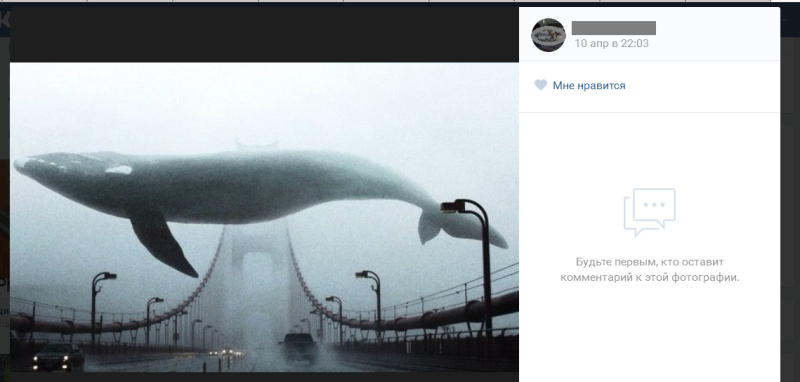 10 апр в 22:03
Мне нравится
Будьте первым, кто оставит
комментарий к этой фотографии.